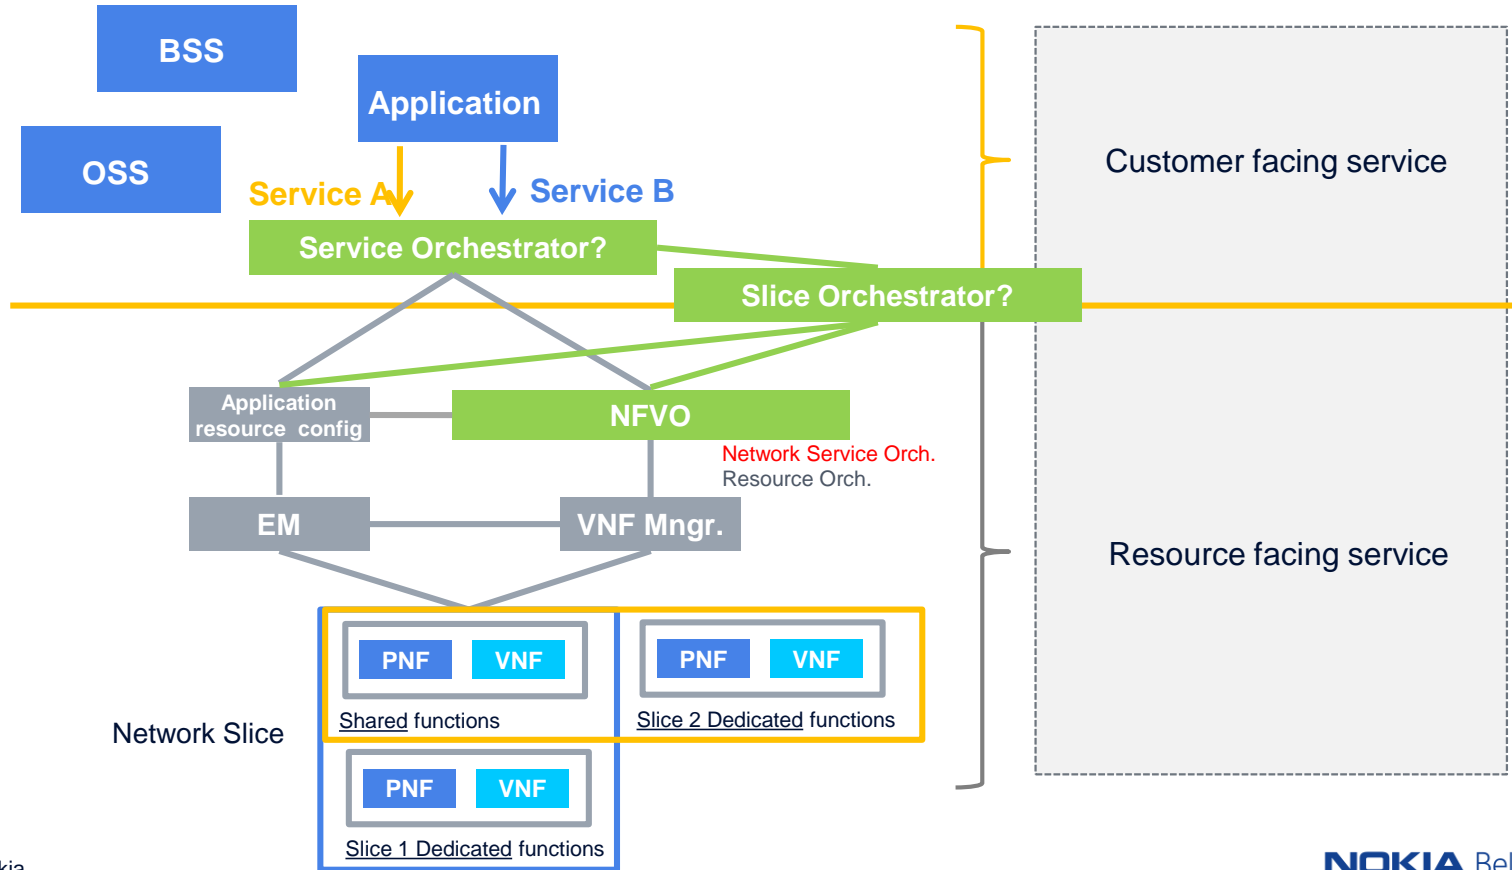 BSS
Application
OSS
Service A
Service B
Customer facing service
Service Orchestrator?
Slice Orchestrator?
Application
resource config
NFVO
Network Service Orch.
Resource Orch.
EM
VNF Mngr.
Resource facing service
PNF
VNF
PNF
VNF
Shared functions
Slice 2 Dedicated functions
Network Slice
PNF
VNF
Slice 1 Dedicated functions
NOKIA